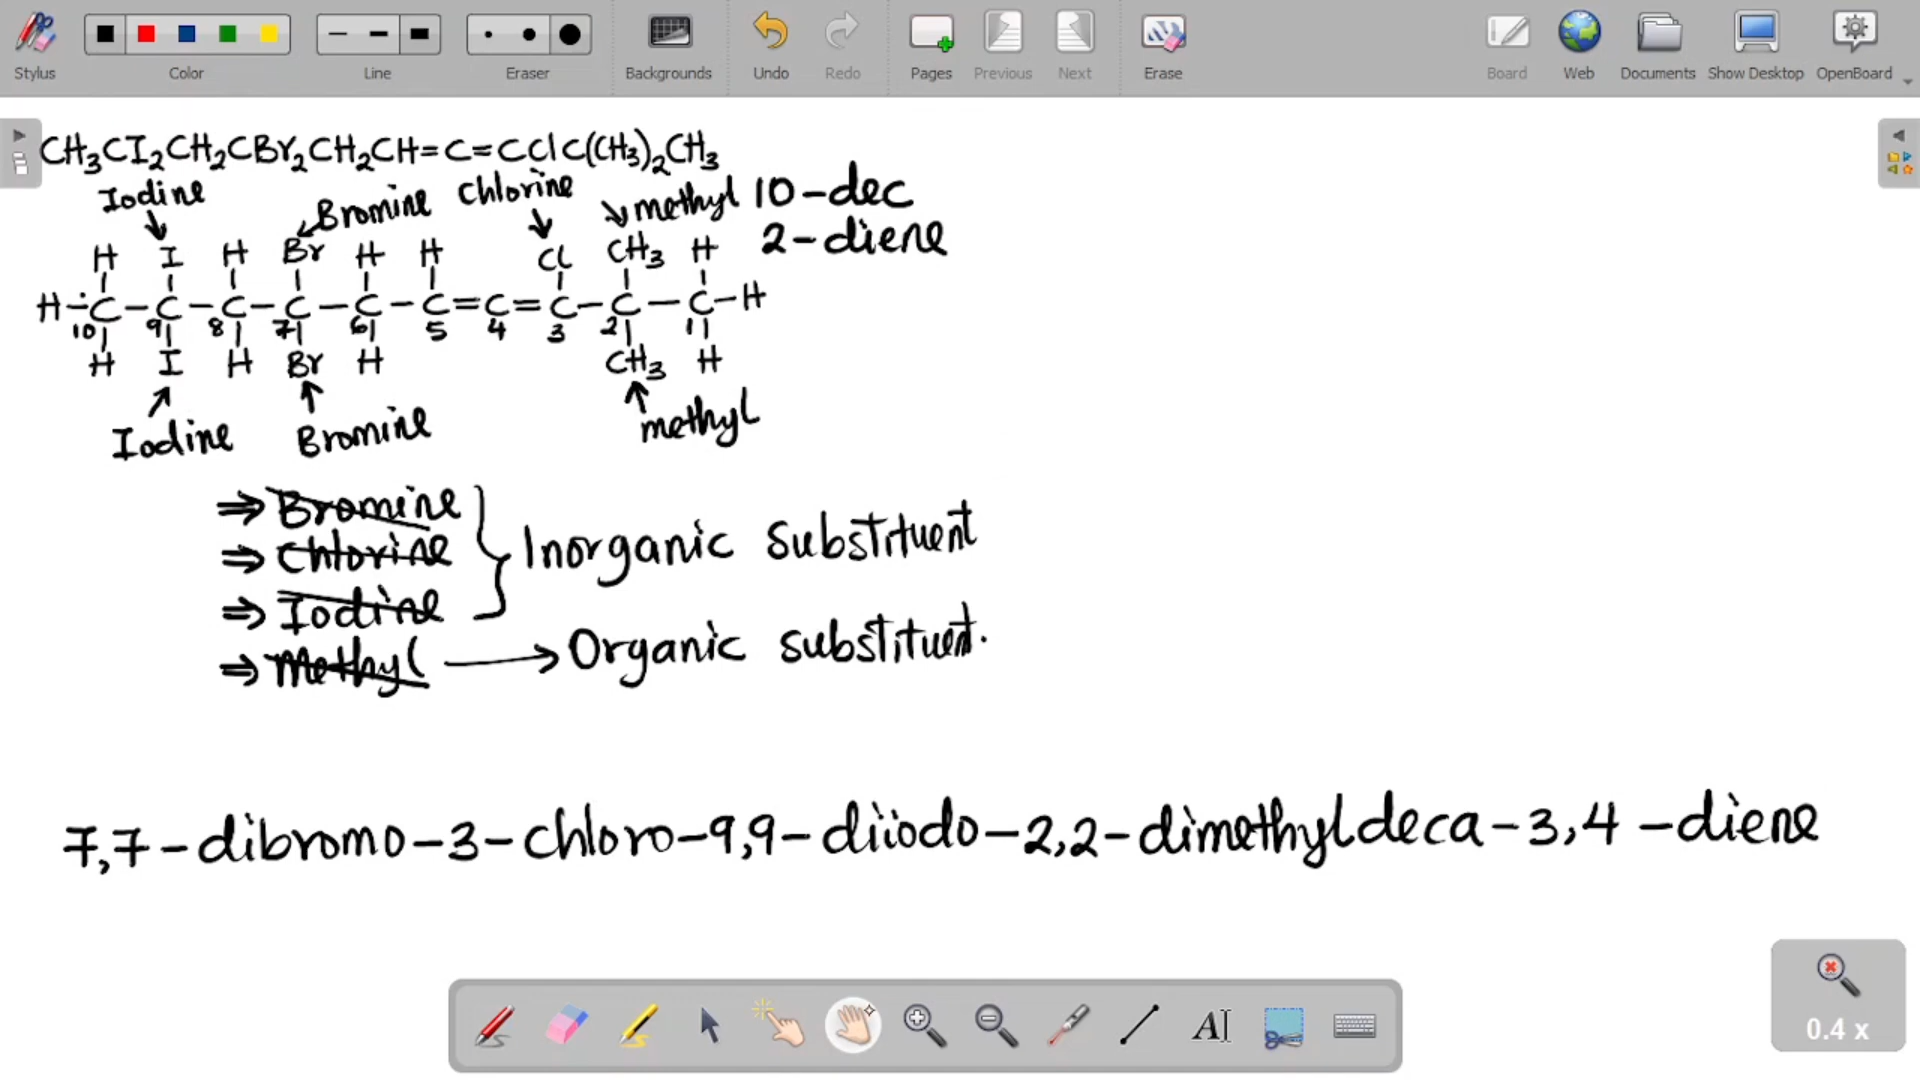 Stylus Color Line Eraser Backgrounds Undo Redo Pages Previous Next Erase Board Web Documents Show Desktop OpenBoard
CH₃CI₂CH₂CBr₂CH₂CH=C=CClC(CH₃)₂CH₃
Iodine Bromine Chlorine methyl 10-dec
2-diene
H I H Br H H Cl CH₃ H
H-C-C-C-C-C-C=C=C-C-C-H
10 9 8 7 6 5 4 3 2 1
H I H Br H CH₃ H
Iodine Bromine methyl
⇒ Bromine
⇒ Chlorine
⇒ Iodine
Inorganic substituent
⇒ Methyl → Organic substituent.
7,7-dibromo-3-chloro-9,9-diiodo-2,2-dimethyldeca-3,4-diene
0.4 x